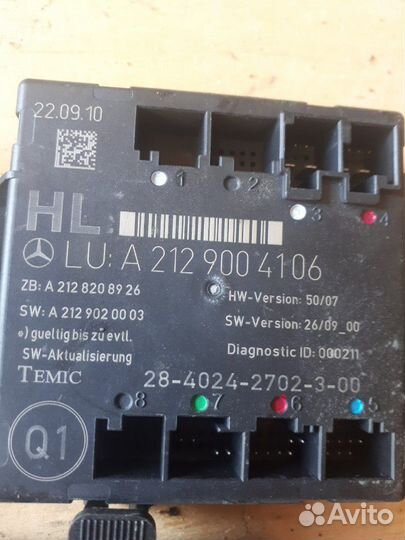 22.09.10
1
2
3
4
HL
LU: A 212 900 4106
ZB: A 212 820 89 26
HW-Version: 50/07
SW: A 212 902 00 03
SW-Version: 26/09_00
*) gueltig bis zu evtl.
SW-Aktualisierung
Diagnostic ID: 000211
TEMIC
28-4024-2702-3-00
8
7
6
5
Q1
Avito